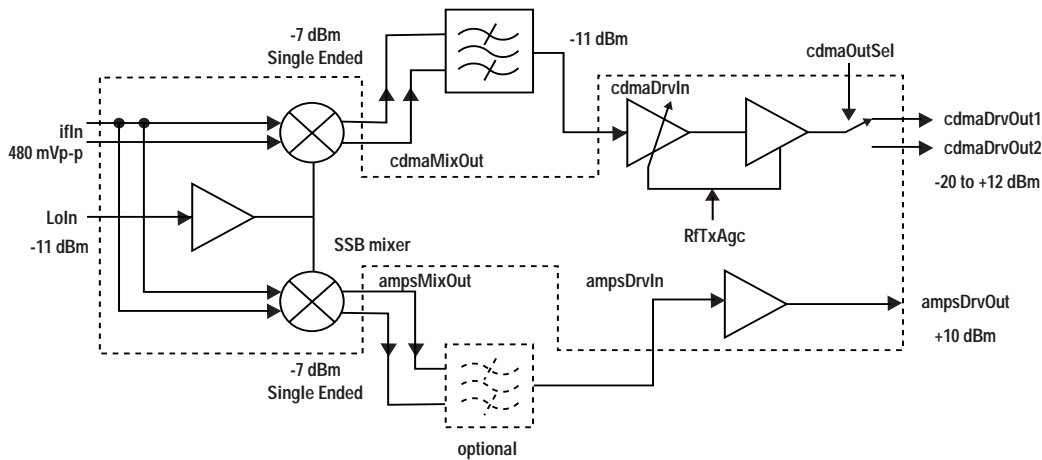 -7 dBm
Single Ended
-11 dBm
cdmaOutSel
cdmaDrvIn
ifIn
480 mVp-p
cdmaDrvOut1
cdmaDrvOut2
cdmaMixOut
-20 to +12 dBm
LoIn
-11 dBm
RfTxAgc
SSB mixer
ampsMixOut
ampsDrvIn
ampsDrvOut
+10 dBm
-7 dBm
Single Ended
optional